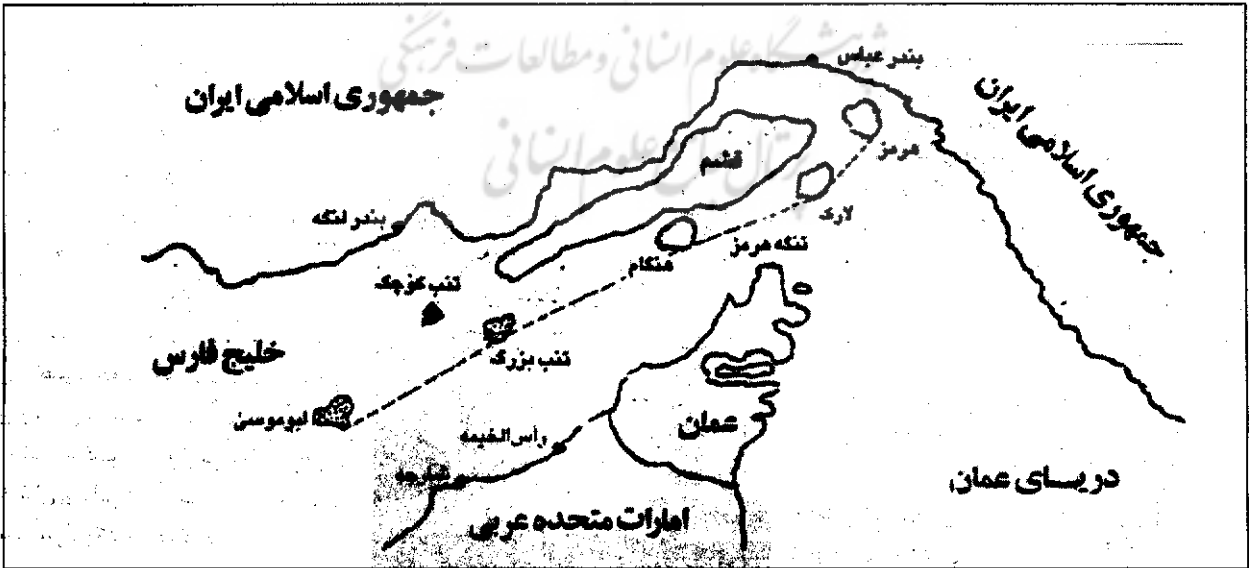 پژوهشگاه علوم انسانی و مطالعات فرهنگی
پرتال جامع علوم انسانی
بندر عباس
جمهوری اسلامی ایران
جمهوری اسلامی ایران
هرمز
قشم
لارک
بندر لنگه
تنگه هرمز
هنگام
تنب کوچک
خلیج فارس
تنب بزرگ
ابوموسی
عمان
رأس الخیمه
شارجه
دریای عمان
امارات متحده عربی